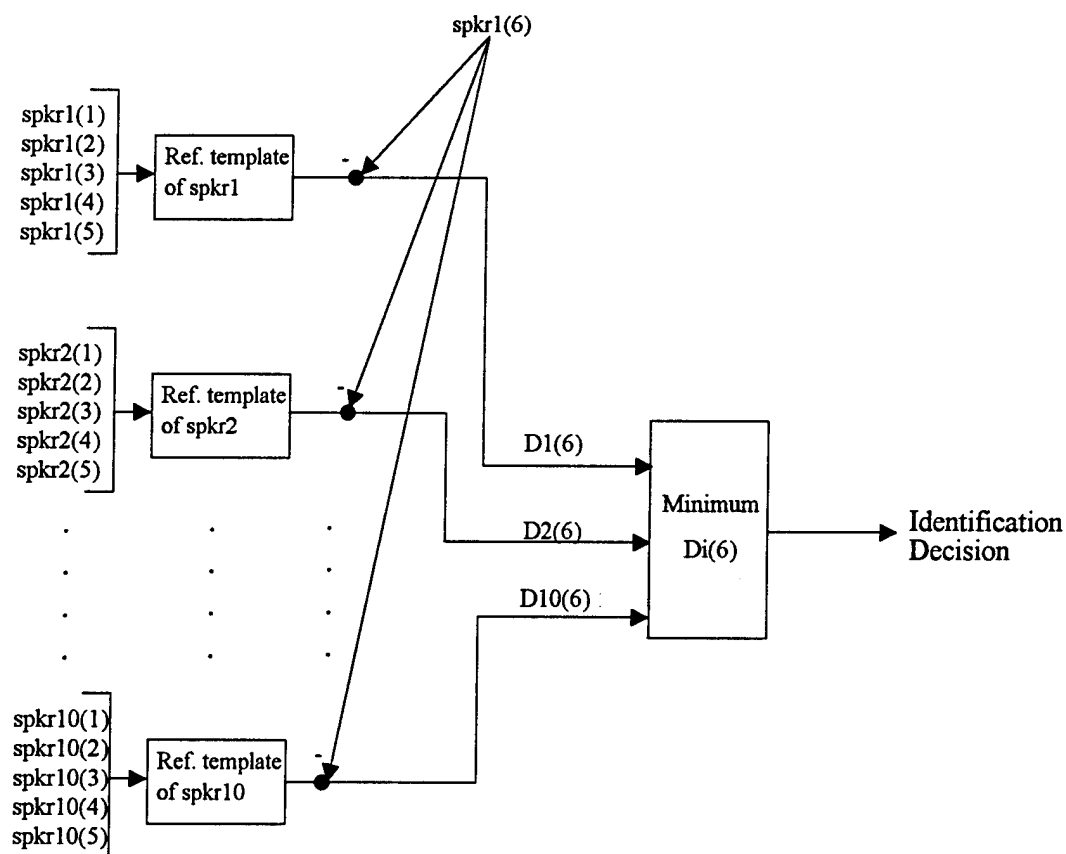 spkr1(6)
spkr1(1)
spkr1(2)
spkr1(3)
spkr1(4)
spkr1(5)
Ref. template
of spkr1
-
spkr2(1)
spkr2(2)
spkr2(3)
spkr2(4)
spkr2(5)
Ref. template
of spkr2
-
D1(6)
D2(6)
D10(6)
Minimum
Di(6)
Identification
Decision
spkr10(1)
spkr10(2)
spkr10(3)
spkr10(4)
spkr10(5)
Ref. template
of spkr10
-